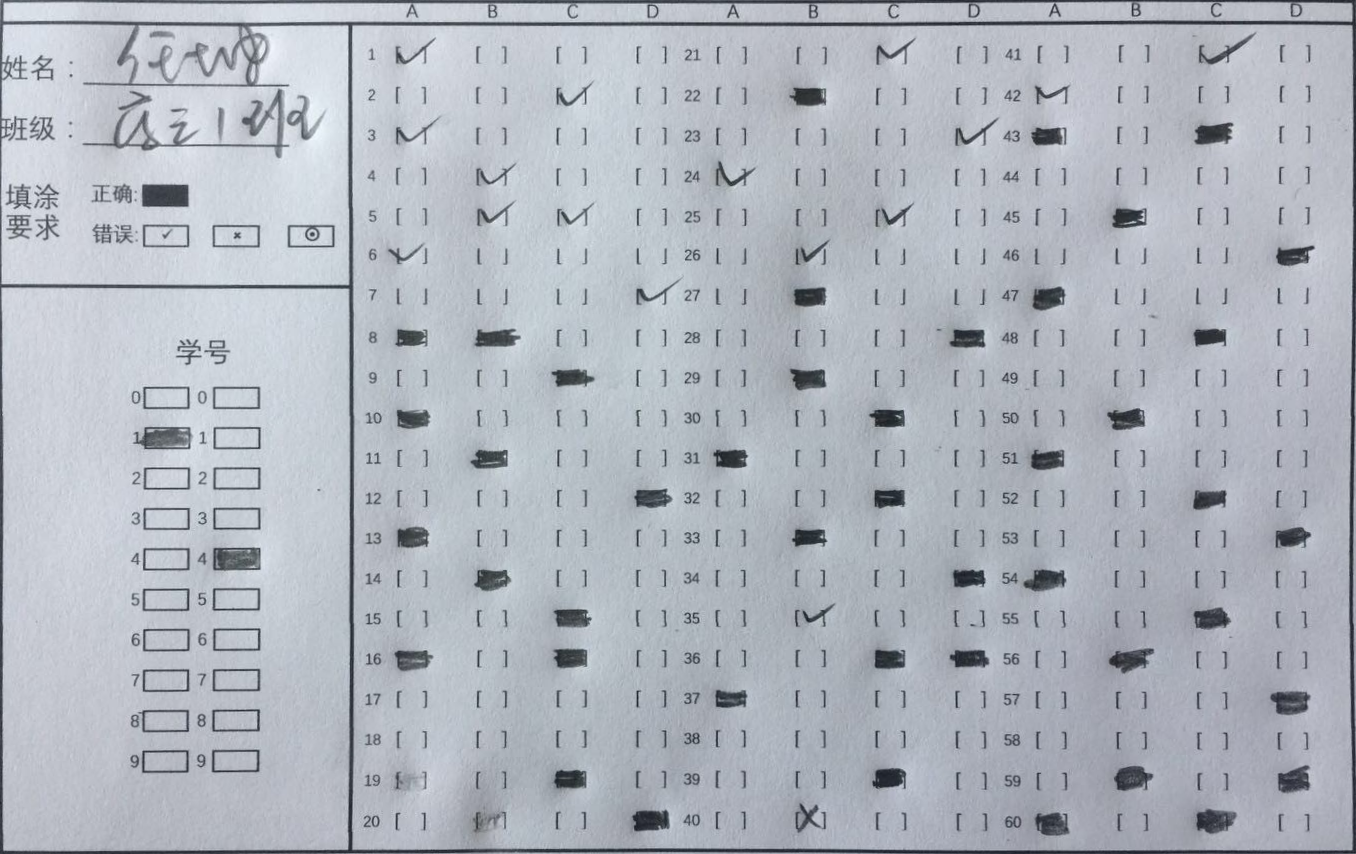 A B C D A B C D A B C D
姓名：
班级：高三1班
填涂要求
正确:
错误:
学号
0 0
1 1
2 2
3 3
4 4
5 5
6 6
7 7
8 8
9 9
1 [ ] [ ] [ ] 21 [ ] [ ] [ ] 41 [ ] [ ] [ ]
2 [ ] [ ] [ ] 22 [ ] [ ] [ ] 42 [ ] [ ] [ ]
3 [ ] [ ] [ ] 23 [ ] [ ] [ ] 43 [ ] [ ]
4 [ ] [ ] [ ] 24 [ ] [ ] [ ] 44 [ ] [ ] [ ] [ ]
5 [ ] [ ] 25 [ ] [ ] [ ] 45 [ ] [ ] [ ]
6 [ ] [ ] [ ] 26 [ ] [ ] [ ] 46 [ ] [ ] [ ]
7 [ ] [ ] [ ] 27 [ ] [ ] [ ] 47 [ ] [ ] [ ]
8 [ ] [ ] 28 [ ] [ ] [ ] 48 [ ] [ ] [ ]
9 [ ] [ ] [ ] 29 [ ] [ ] [ ] 49 [ ] [ ] [ ] [ ]
10 [ ] [ ] [ ] 30 [ ] [ ] [ ] 50 [ ] [ ] [ ]
11 [ ] [ ] [ ] 31 [ ] [ ] [ ] 51 [ ] [ ] [ ]
12 [ ] [ ] [ ] 32 [ ] [ ] [ ] 52 [ ] [ ] [ ]
13 [ ] [ ] [ ] 33 [ ] [ ] [ ] 53 [ ] [ ] [ ]
14 [ ] [ ] [ ] 34 [ ] [ ] [ ] 54 [ ] [ ] [ ]
15 [ ] [ ] [ ] 35 [ ] [ ] [ ] 55 [ ] [ ] [ ]
16 [ ] [ ] 36 [ ] [ ] 56 [ ] [ ] [ ]
17 [ ] [ ] [ ] [ ] 37 [ ] [ ] [ ] 57 [ ] [ ] [ ]
18 [ ] [ ] [ ] [ ] 38 [ ] [ ] [ ] [ ] 58 [ ] [ ] [ ] [ ]
19 [ ] [ ] [ ] 39 [ ] [ ] [ ] 59 [ ] [ ]
20 [ ] [ ] [ ] 40 [ ] [ ] [ ] 60 [ ] [ ]